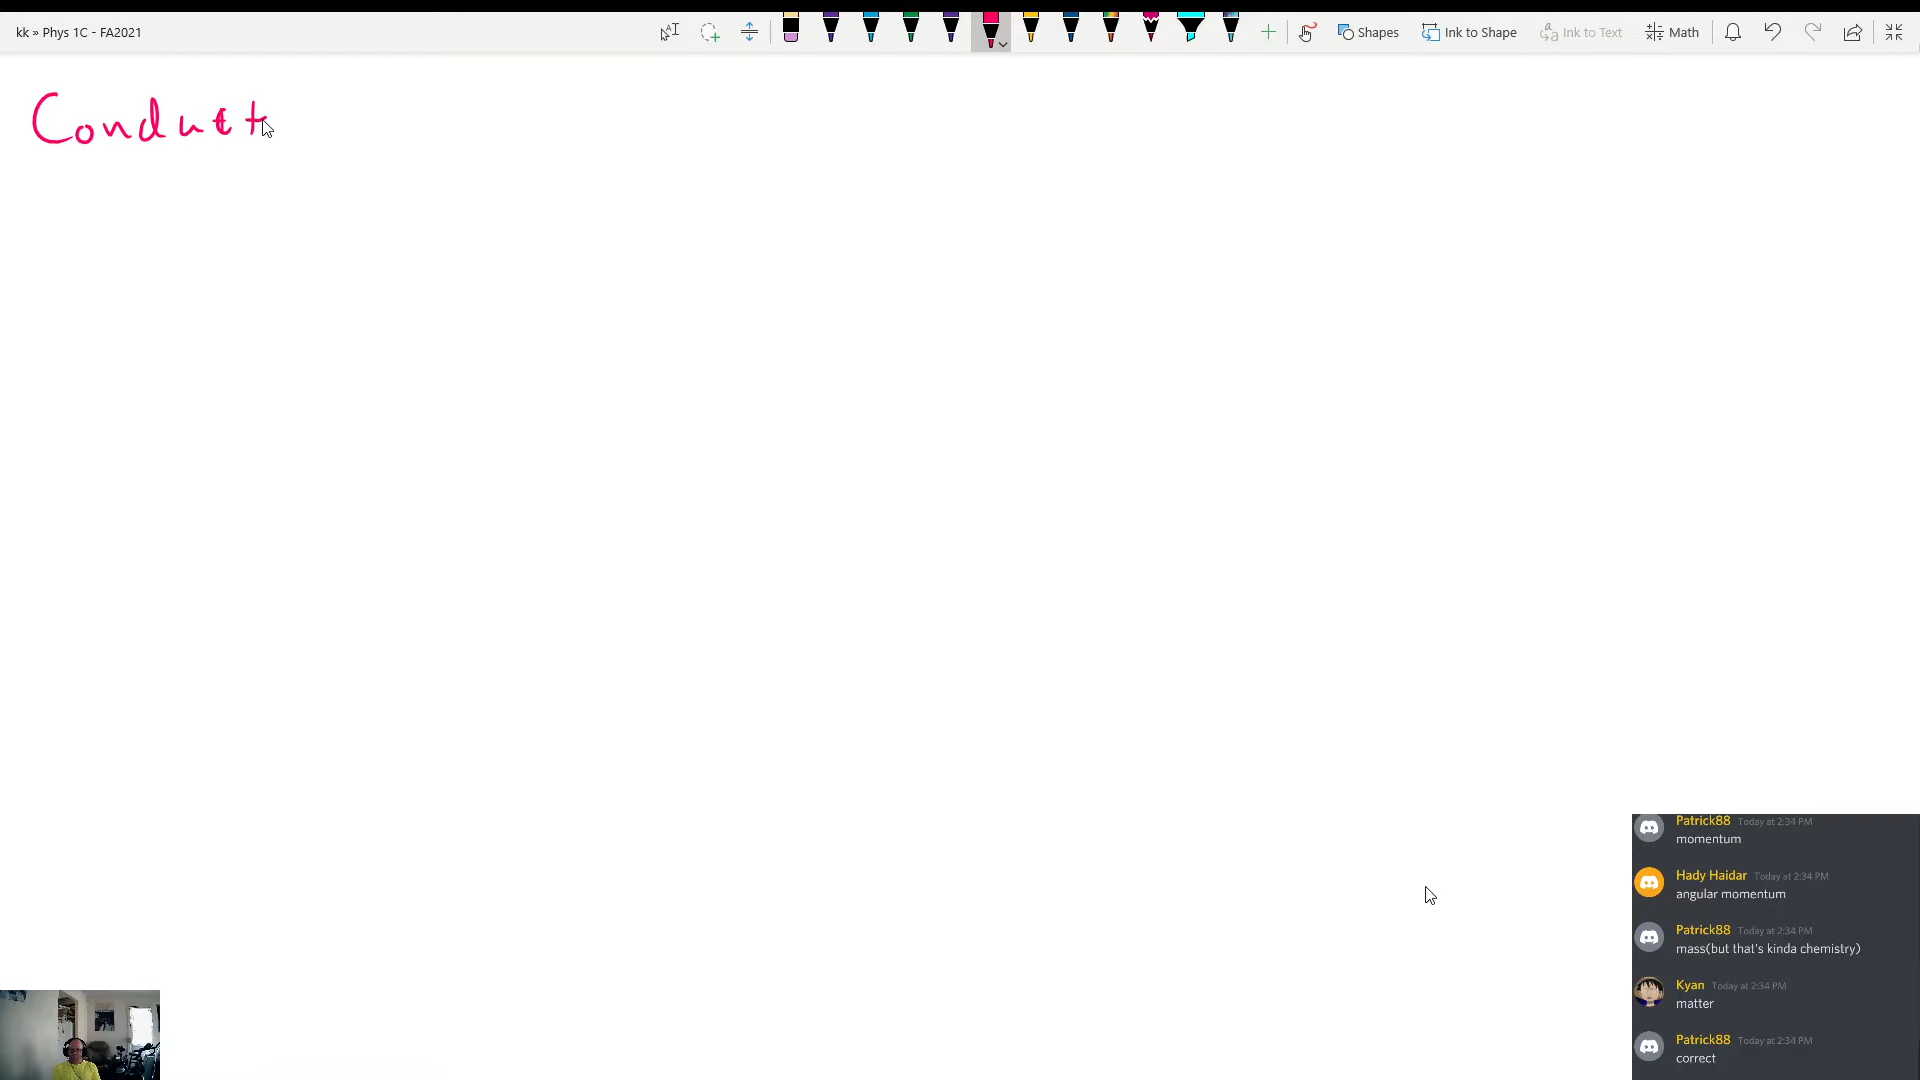 kk » Phys 1C - FA2021
Shapes
Ink to Shape
Ink to Text
Math
Conduct
Patrick88 Today at 2:34 PM
momentum
Hady Haidar Today at 2:34 PM
angular momentum
Patrick88 Today at 2:34 PM
mass(but that's kinda chemistry)
Kyan Today at 2:34 PM
matter
Patrick88 Today at 2:34 PM
correct